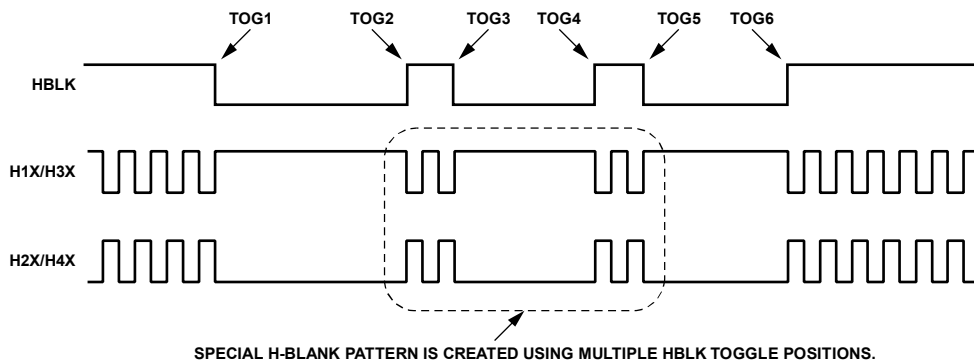 TOG1 TOG2 TOG3 TOG4 TOG5 TOG6
HBLK
H1X/H3X
H2X/H4X
SPECIAL H-BLANK PATTERN IS CREATED USING MULTIPLE HBLK TOGGLE POSITIONS.